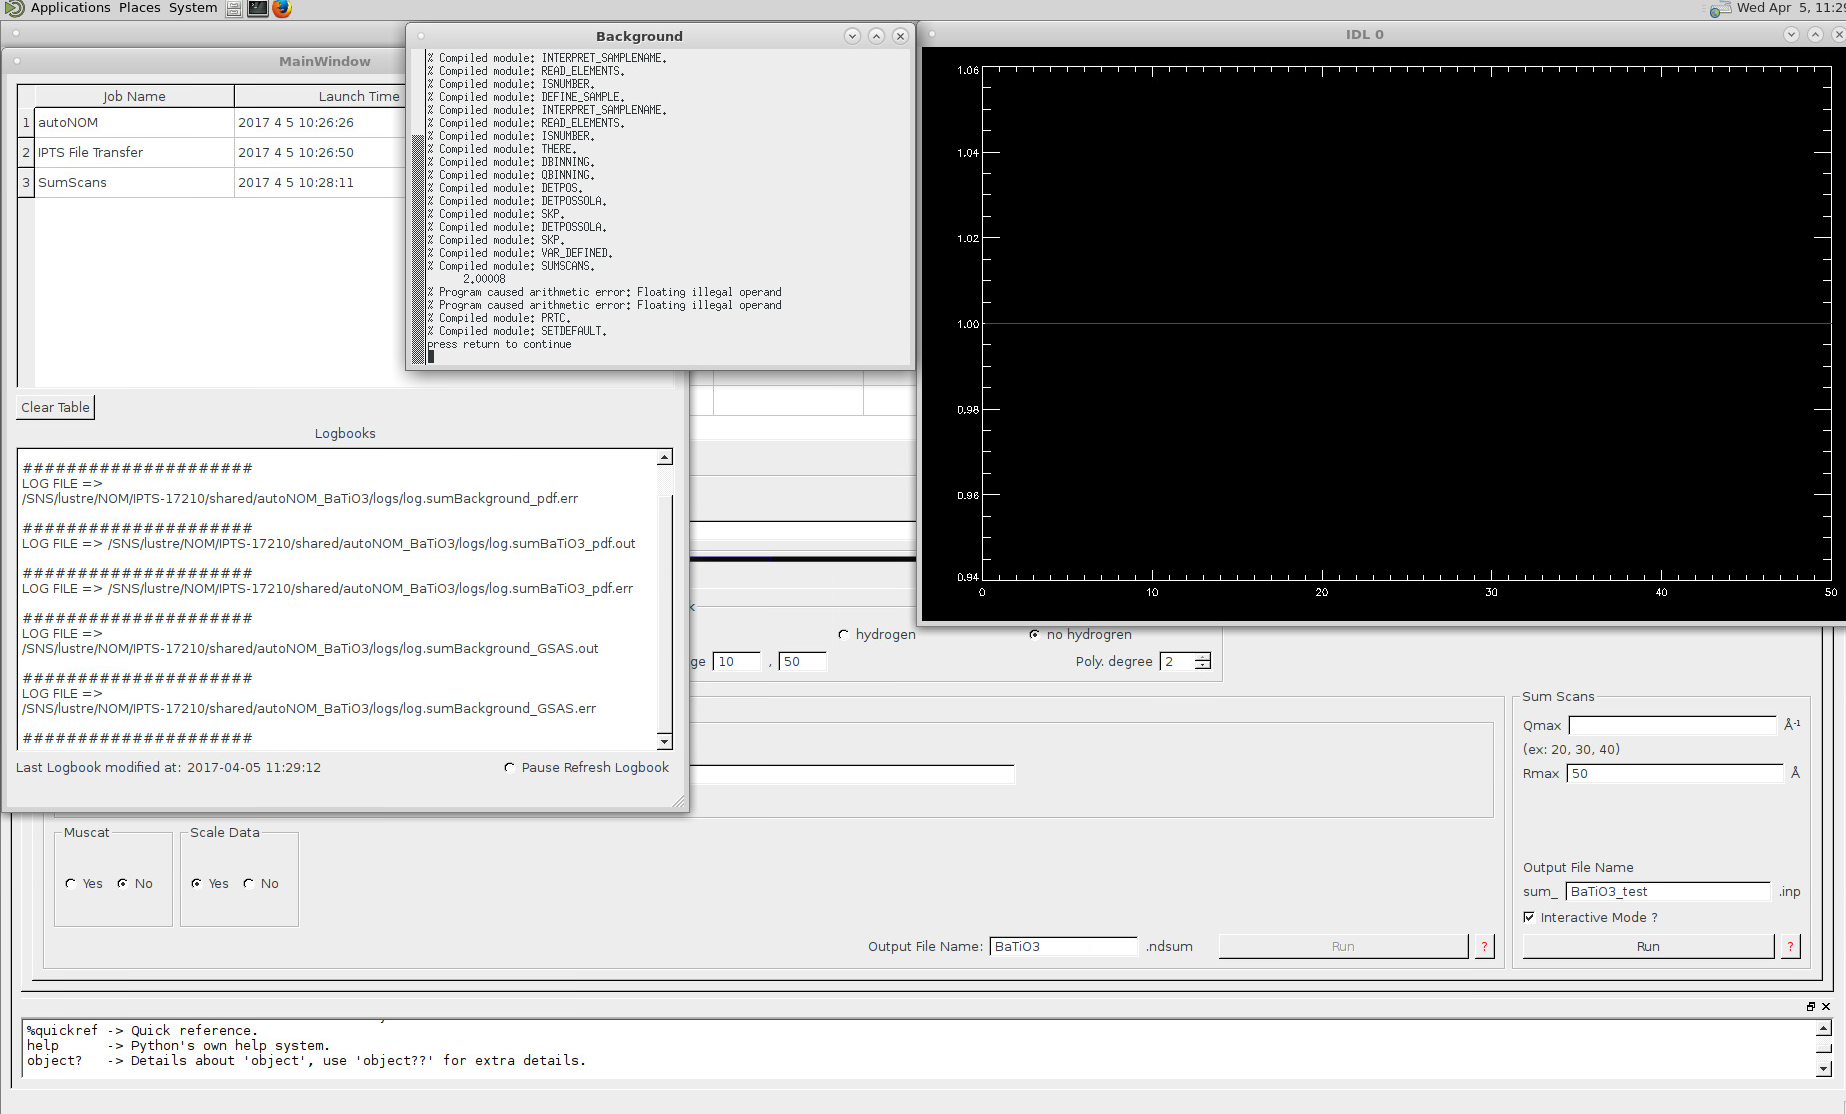 Applications Places System
Wed Apr 5, 11:29
MainWindow
Job Name Launch Time
1 autoNOM 2017 4 5 10:26:26
2 IPTS File Transfer 2017 4 5 10:26:50
3 SumScans 2017 4 5 10:28:11
Clear Table
Logbooks
#####################
LOG FILE =>
/SNS/lustre/NOM/IPTS-17210/shared/autoNOM_BaTiO3/logs/log.sumBackground_pdf.err
#####################
LOG FILE => /SNS/lustre/NOM/IPTS-17210/shared/autoNOM_BaTiO3/logs/log.sumBaTiO3_pdf.out
#####################
LOG FILE => /SNS/lustre/NOM/IPTS-17210/shared/autoNOM_BaTiO3/logs/log.sumBaTiO3_pdf.err
#####################
LOG FILE =>
/SNS/lustre/NOM/IPTS-17210/shared/autoNOM_BaTiO3/logs/log.sumBackground_GSAS.out
#####################
LOG FILE =>
/SNS/lustre/NOM/IPTS-17210/shared/autoNOM_BaTiO3/logs/log.sumBackground_GSAS.err
#####################
Last Logbook modified at: 2017-04-05 11:29:12
Pause Refresh Logbook
Background
% Compiled module: INTERPRET_SAMPLENAME.
% Compiled module: READ_ELEMENTS.
% Compiled module: ISNUMBER.
% Compiled module: DEFINE_SAMPLE.
% Compiled module: INTERPRET_SAMPLENAME.
% Compiled module: READ_ELEMENTS.
% Compiled module: ISNUMBER.
% Compiled module: THERE.
% Compiled module: DBINNING.
% Compiled module: QBINNING.
% Compiled module: DETPOS.
% Compiled module: DETPOSSOLA.
% Compiled module: SKP.
% Compiled module: DETPOSSOLA.
% Compiled module: SKP.
% Compiled module: VAR_DEFINED.
% Compiled module: SUMSCANS.
2.00008
% Program caused arithmetic error: Floating illegal operand
% Program caused arithmetic error: Floating illegal operand
% Compiled module: PRTC.
% Compiled module: SETDEFAULT.
press return to continue
IDL 0
1.06
1.04
1.02
1.00
0.98
0.96
0.94
0 10 20 30 40 50
hydrogen no hydrogren
ge 10 , 50 Poly. degree 2
Sum Scans
Qmax Å-1
(ex: 20, 30, 40)
Rmax 50 Å
Output File Name
sum_ BaTiO3_test .inp
Interactive Mode ?
Run ?
Muscat
Yes No
Scale Data
Yes No
Output File Name: BaTiO3 .ndsum Run ?
%quickref -> Quick reference.
help -> Python's own help system.
object? -> Details about 'object', use 'object??' for extra details.